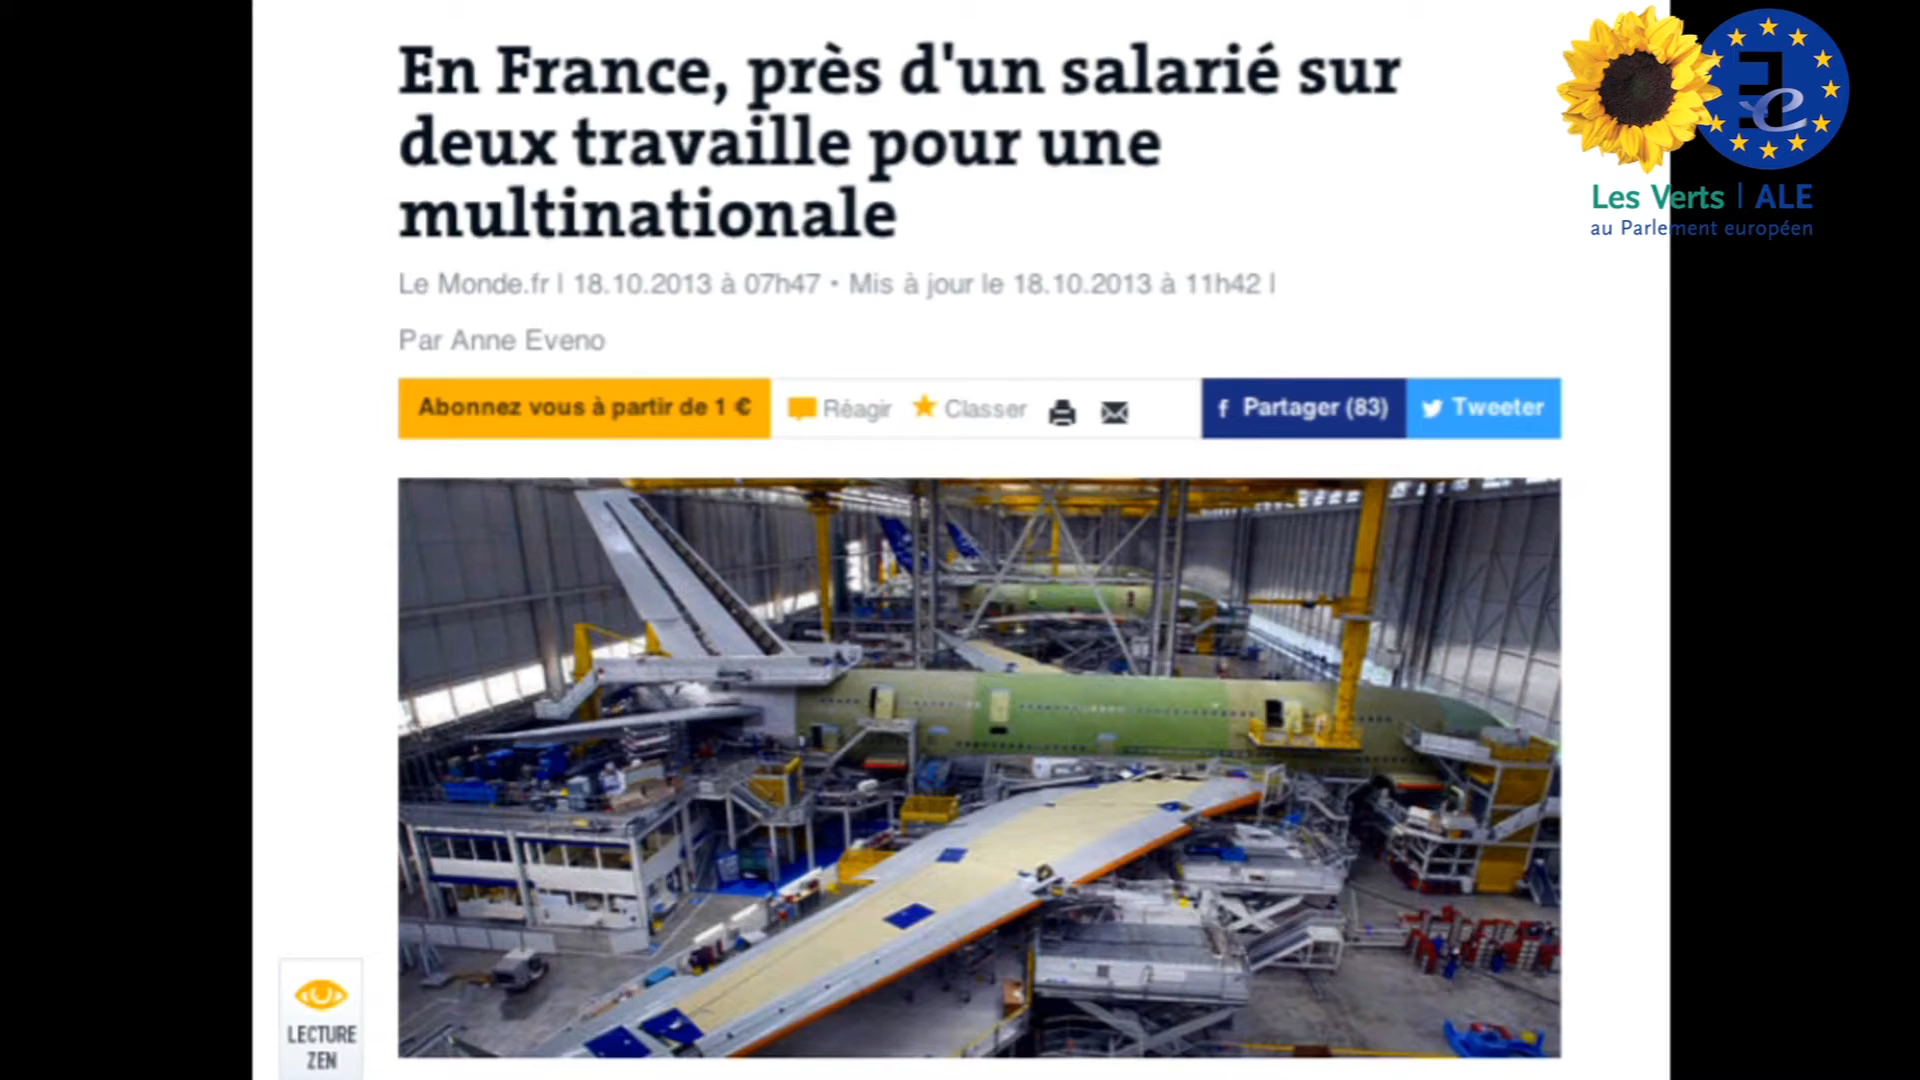 En France, près d'un salarié sur
deux travaille pour une
multinationale
Le Monde.fr | 18.10.2013 à 07h47 • Mis à jour le 18.10.2013 à 11h42 |
Par Anne Eveno
Abonnez vous à partir de 1 €
Réagir
Classer
f Partager (83)
Tweeter
LECTURE
ZEN
Les Verts | ALE
au Parlement européen